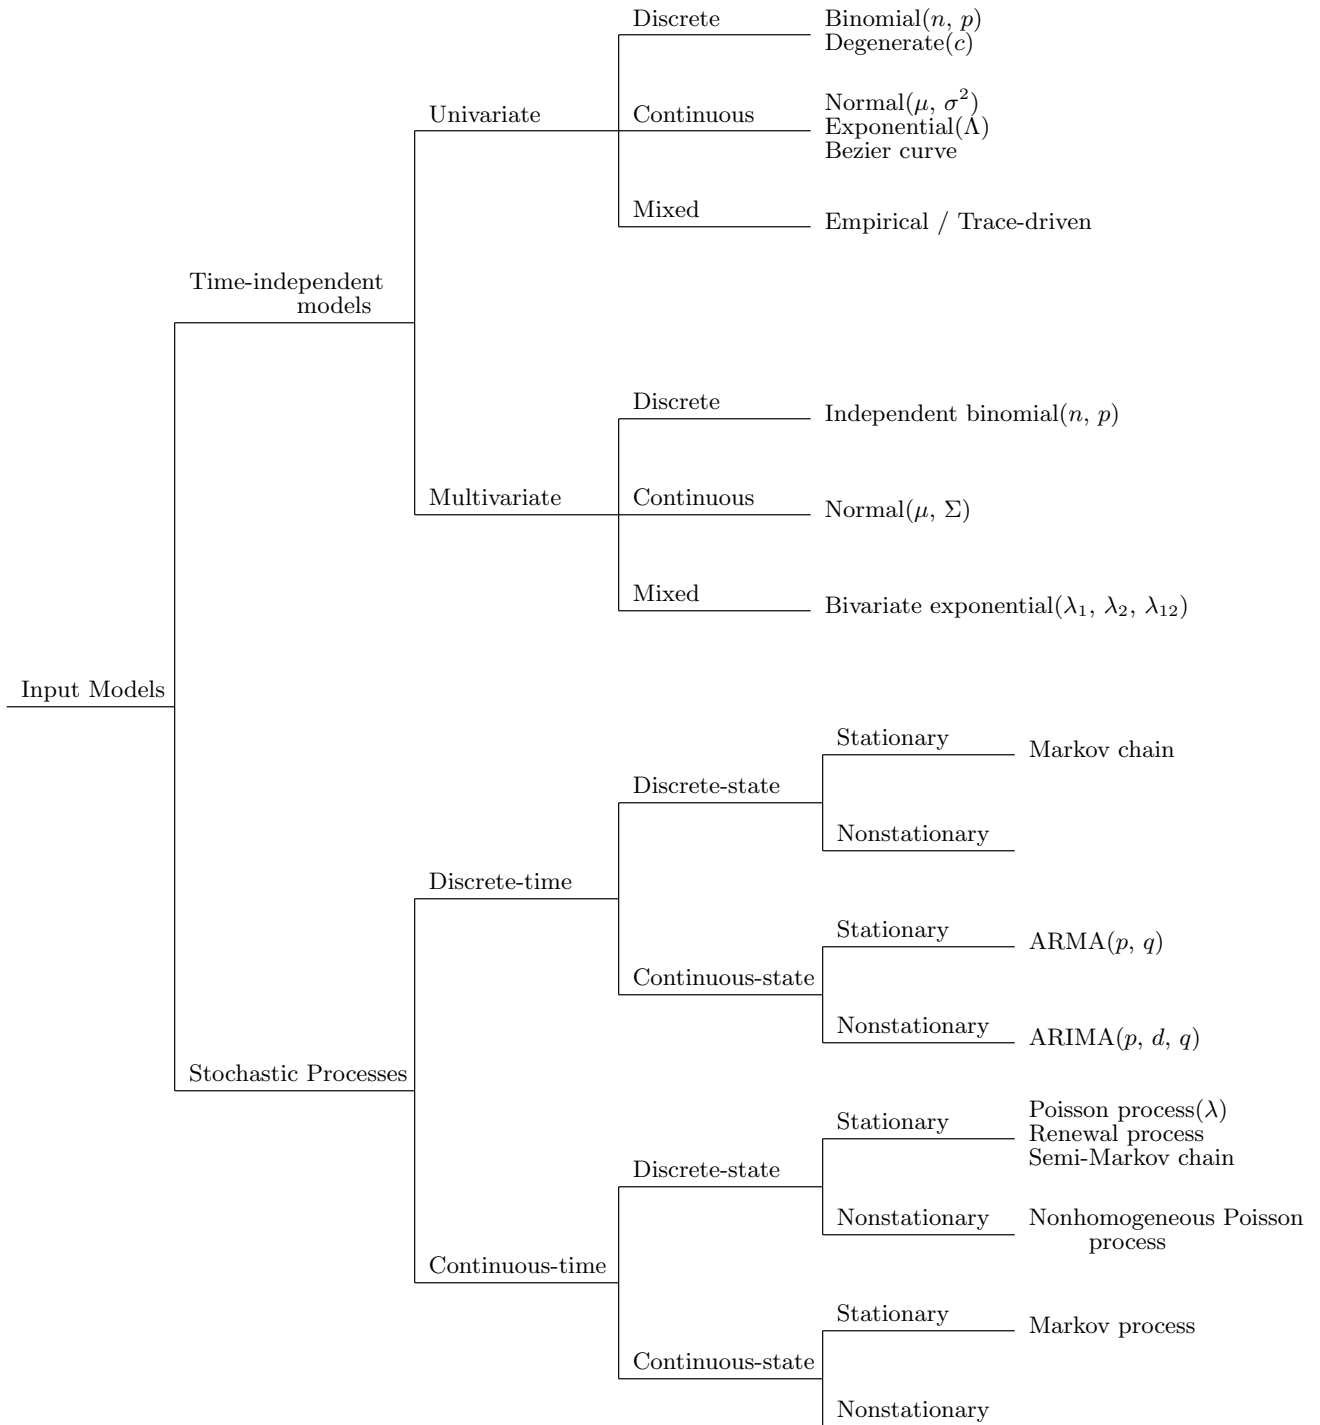 Discrete
Binomial(n, p)
Degenerate(c)
Univariate
Continuous
Normal(μ, σ²)
Exponential(Λ)
Bezier curve
Mixed
Empirical / Trace-driven
Time-independent
models
Discrete
Independent binomial(n, p)
Multivariate
Continuous
Normal(μ, Σ)
Mixed
Bivariate exponential(λ₁, λ₂, λ₁₂)
Input Models
Stationary
Markov chain
Discrete-state
Nonstationary
Discrete-time
Stationary
ARMA(p, q)
Continuous-state
Nonstationary
ARIMA(p, d, q)
Stochastic Processes
Stationary
Poisson process(λ)
Renewal process
Semi-Markov chain
Discrete-state
Nonstationary
Nonhomogeneous Poisson
process
Continuous-time
Stationary
Markov process
Continuous-state
Nonstationary